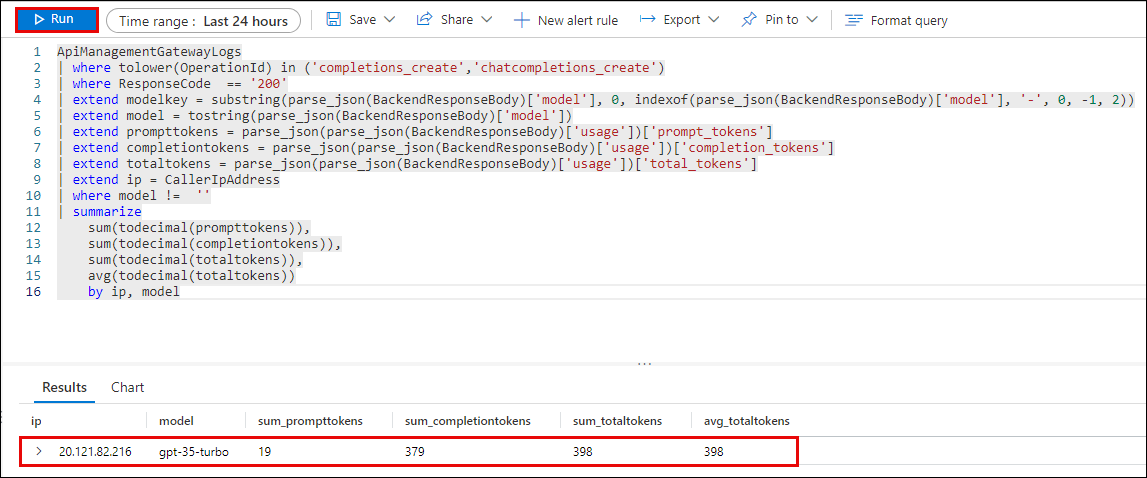 Run Time range : Last 24 hours Save Share New alert rule Export Pin to Format query
1 ApiManagementGatewayLogs
2 | where tolower(OperationId) in ('completions_create','chatcompletions_create')
3 | where ResponseCode  == '200'
4 | extend modelkey = substring(parse_json(BackendResponseBody)['model'], 0, indexof(parse_json(BackendResponseBody)['model'], '-', 0, -1, 2))
5 | extend model = tostring(parse_json(BackendResponseBody)['model'])
6 | extend prompttokens = parse_json(parse_json(BackendResponseBody)['usage'])['prompt_tokens']
7 | extend completiontokens = parse_json(parse_json(BackendResponseBody)['usage'])['completion_tokens']
8 | extend totaltokens = parse_json(parse_json(BackendResponseBody)['usage'])['total_tokens']
9 | extend ip = CallerIpAddress
10 | where model !=  ''
11 | summarize
12     sum(todecimal(prompttokens)),
13     sum(todecimal(completiontokens)),
14     sum(todecimal(totaltokens)),
15     avg(todecimal(totaltokens))
16     by ip, model
Results Chart
ip model sum_prompttokens sum_completiontokens sum_totaltokens avg_totaltokens
20.121.82.216 gpt-35-turbo 19 379 398 398